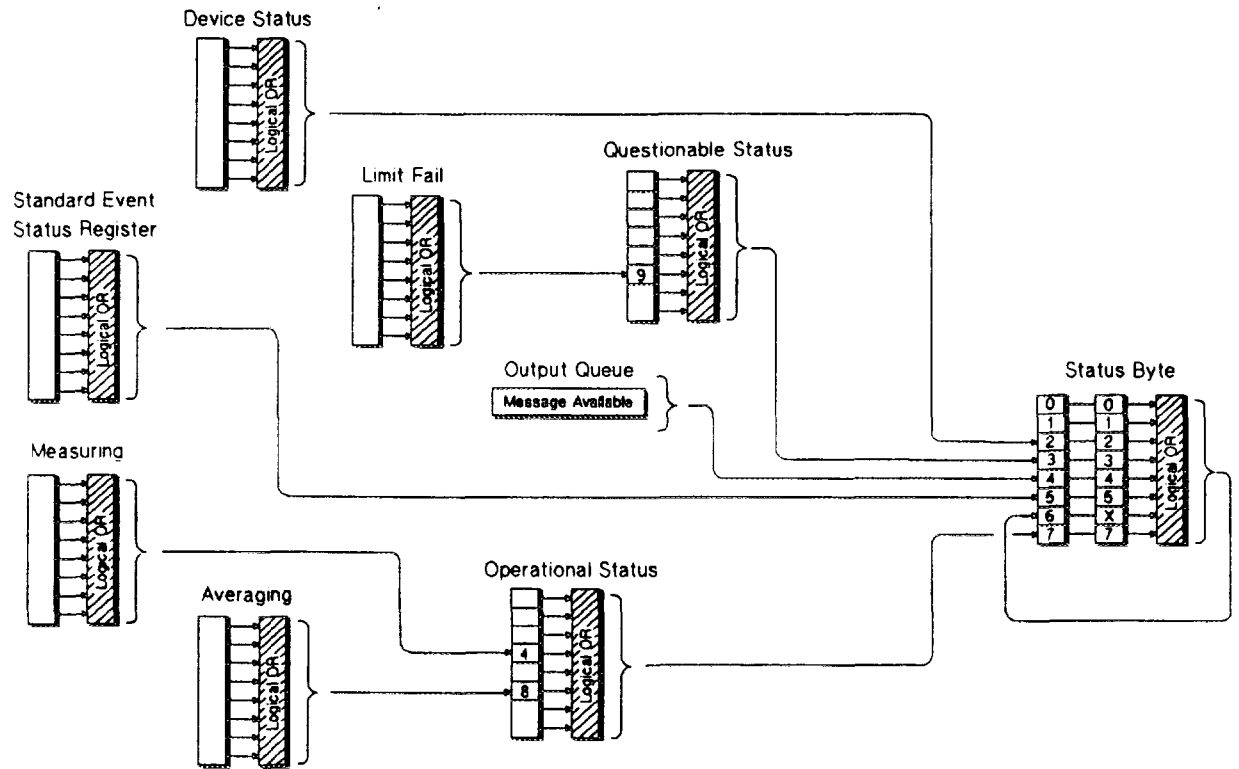 Device Status
Logical OR
Questionable Status
9
Logical OR
Limit Fail
Logical OR
Standard Event
Status Register
Logical OR
Output Queue
Message Available
Status Byte
0 0
1 1
2 2
3 3
4 4
5 5
6 X
7 7
Logical OR
Measuring
Logical OR
Operational Status
4
8
Logical OR
Averaging
Logical OR